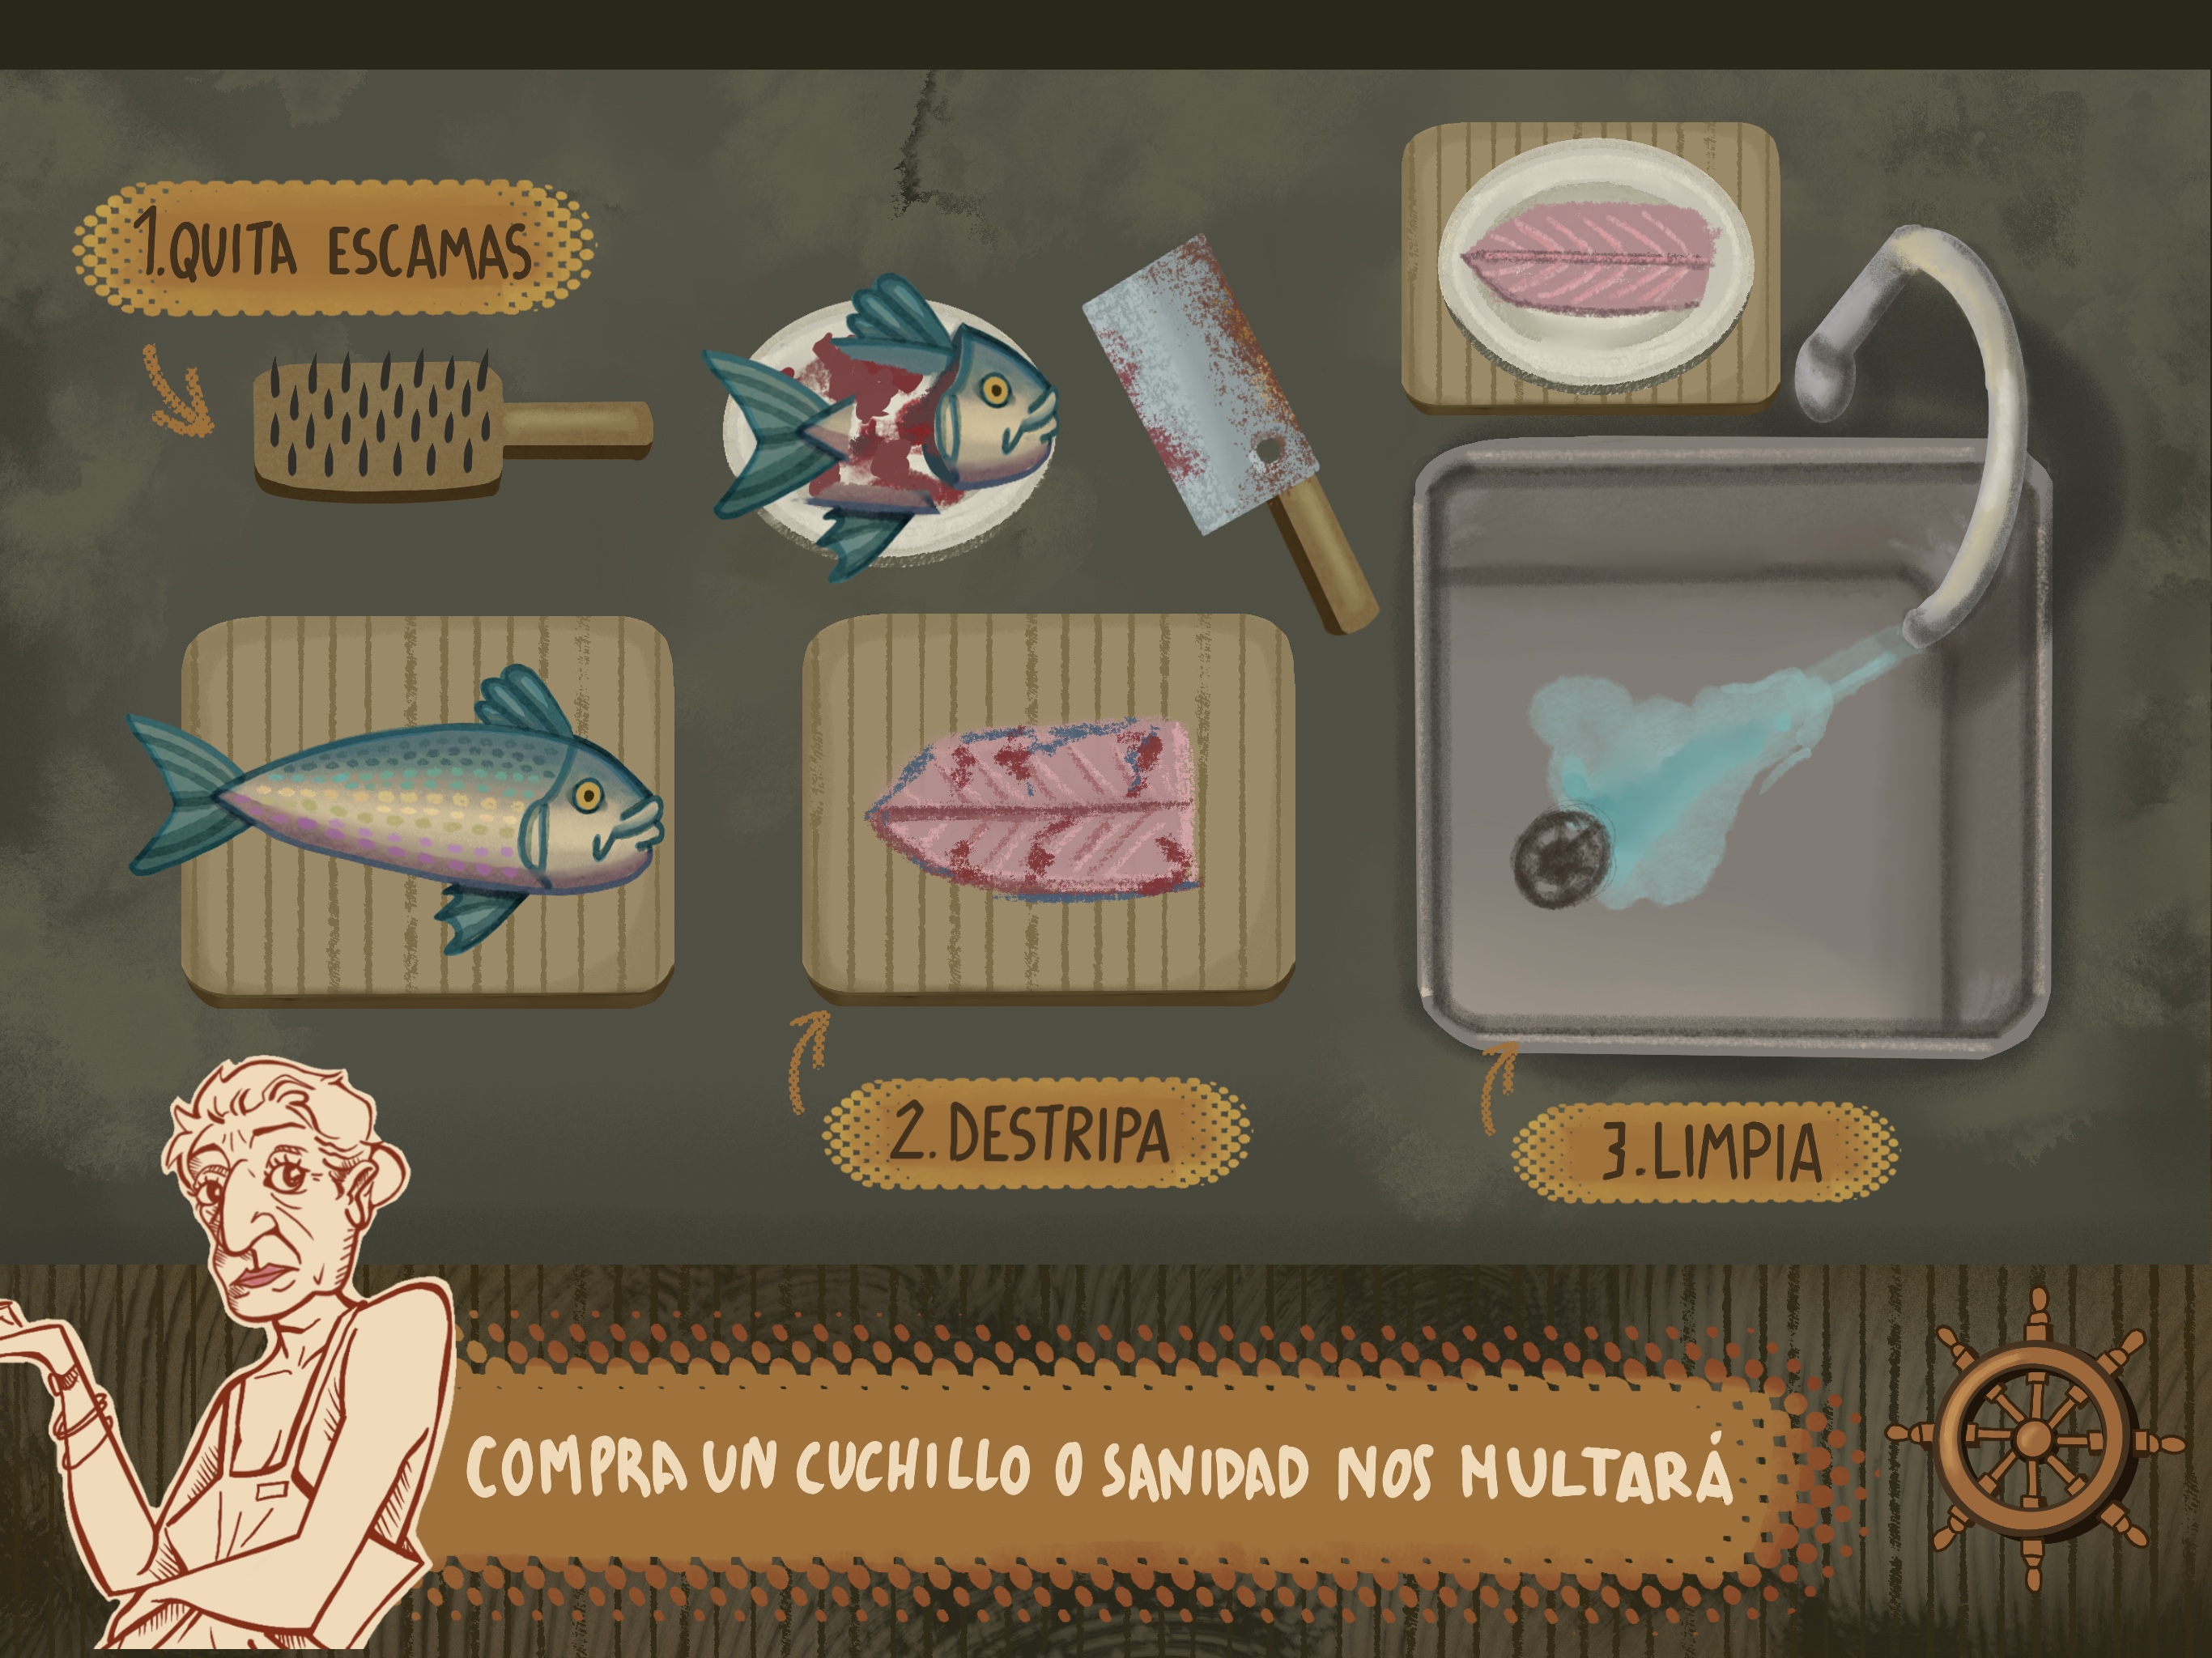 1.QUITA ESCAMAS
2.DESTRIPA
3.LIMPIA
COMPRA UN CUCHILLO O SANIDAD NOS MULTARÁ